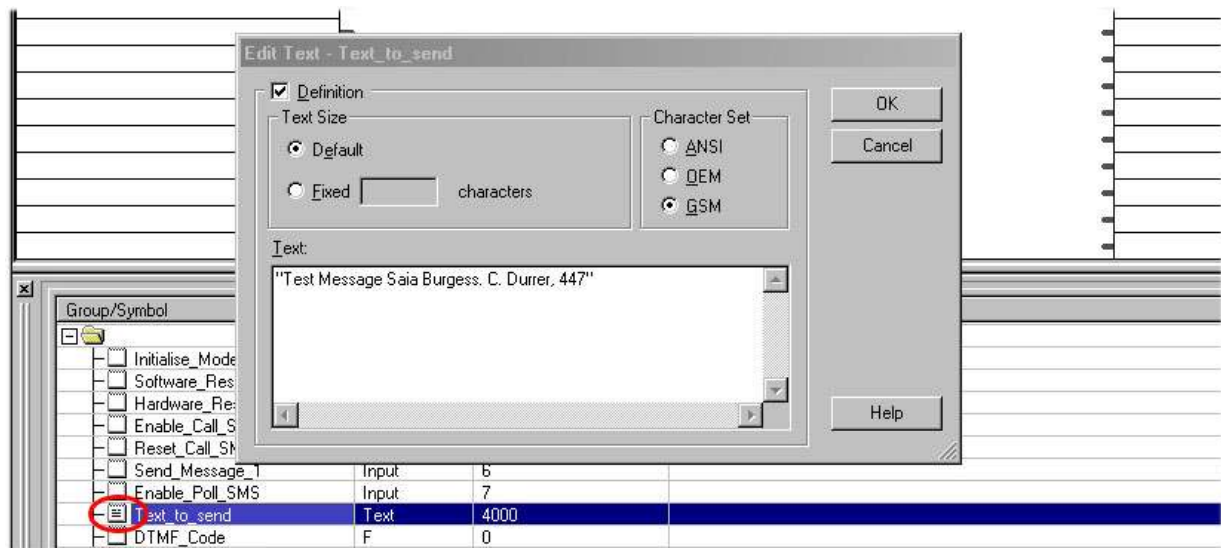 Edit Text - Text_to_send
Definition
Text Size
Default
Fixed characters
Character Set
ANSI
OEM
GSM
OK
Cancel
Text:
"Test Message Saia Burgess. C. Durrer, 447"
Help
Group/Symbol
Initialise_Mode
Software_Res
Hardware_Re
Enable_Call_S
Reset_Call_SM
Send_Message_1 Input 6
Enable_Poll_SMS Input 7
Text_to_send Text 4000
DTMF_Code F 0